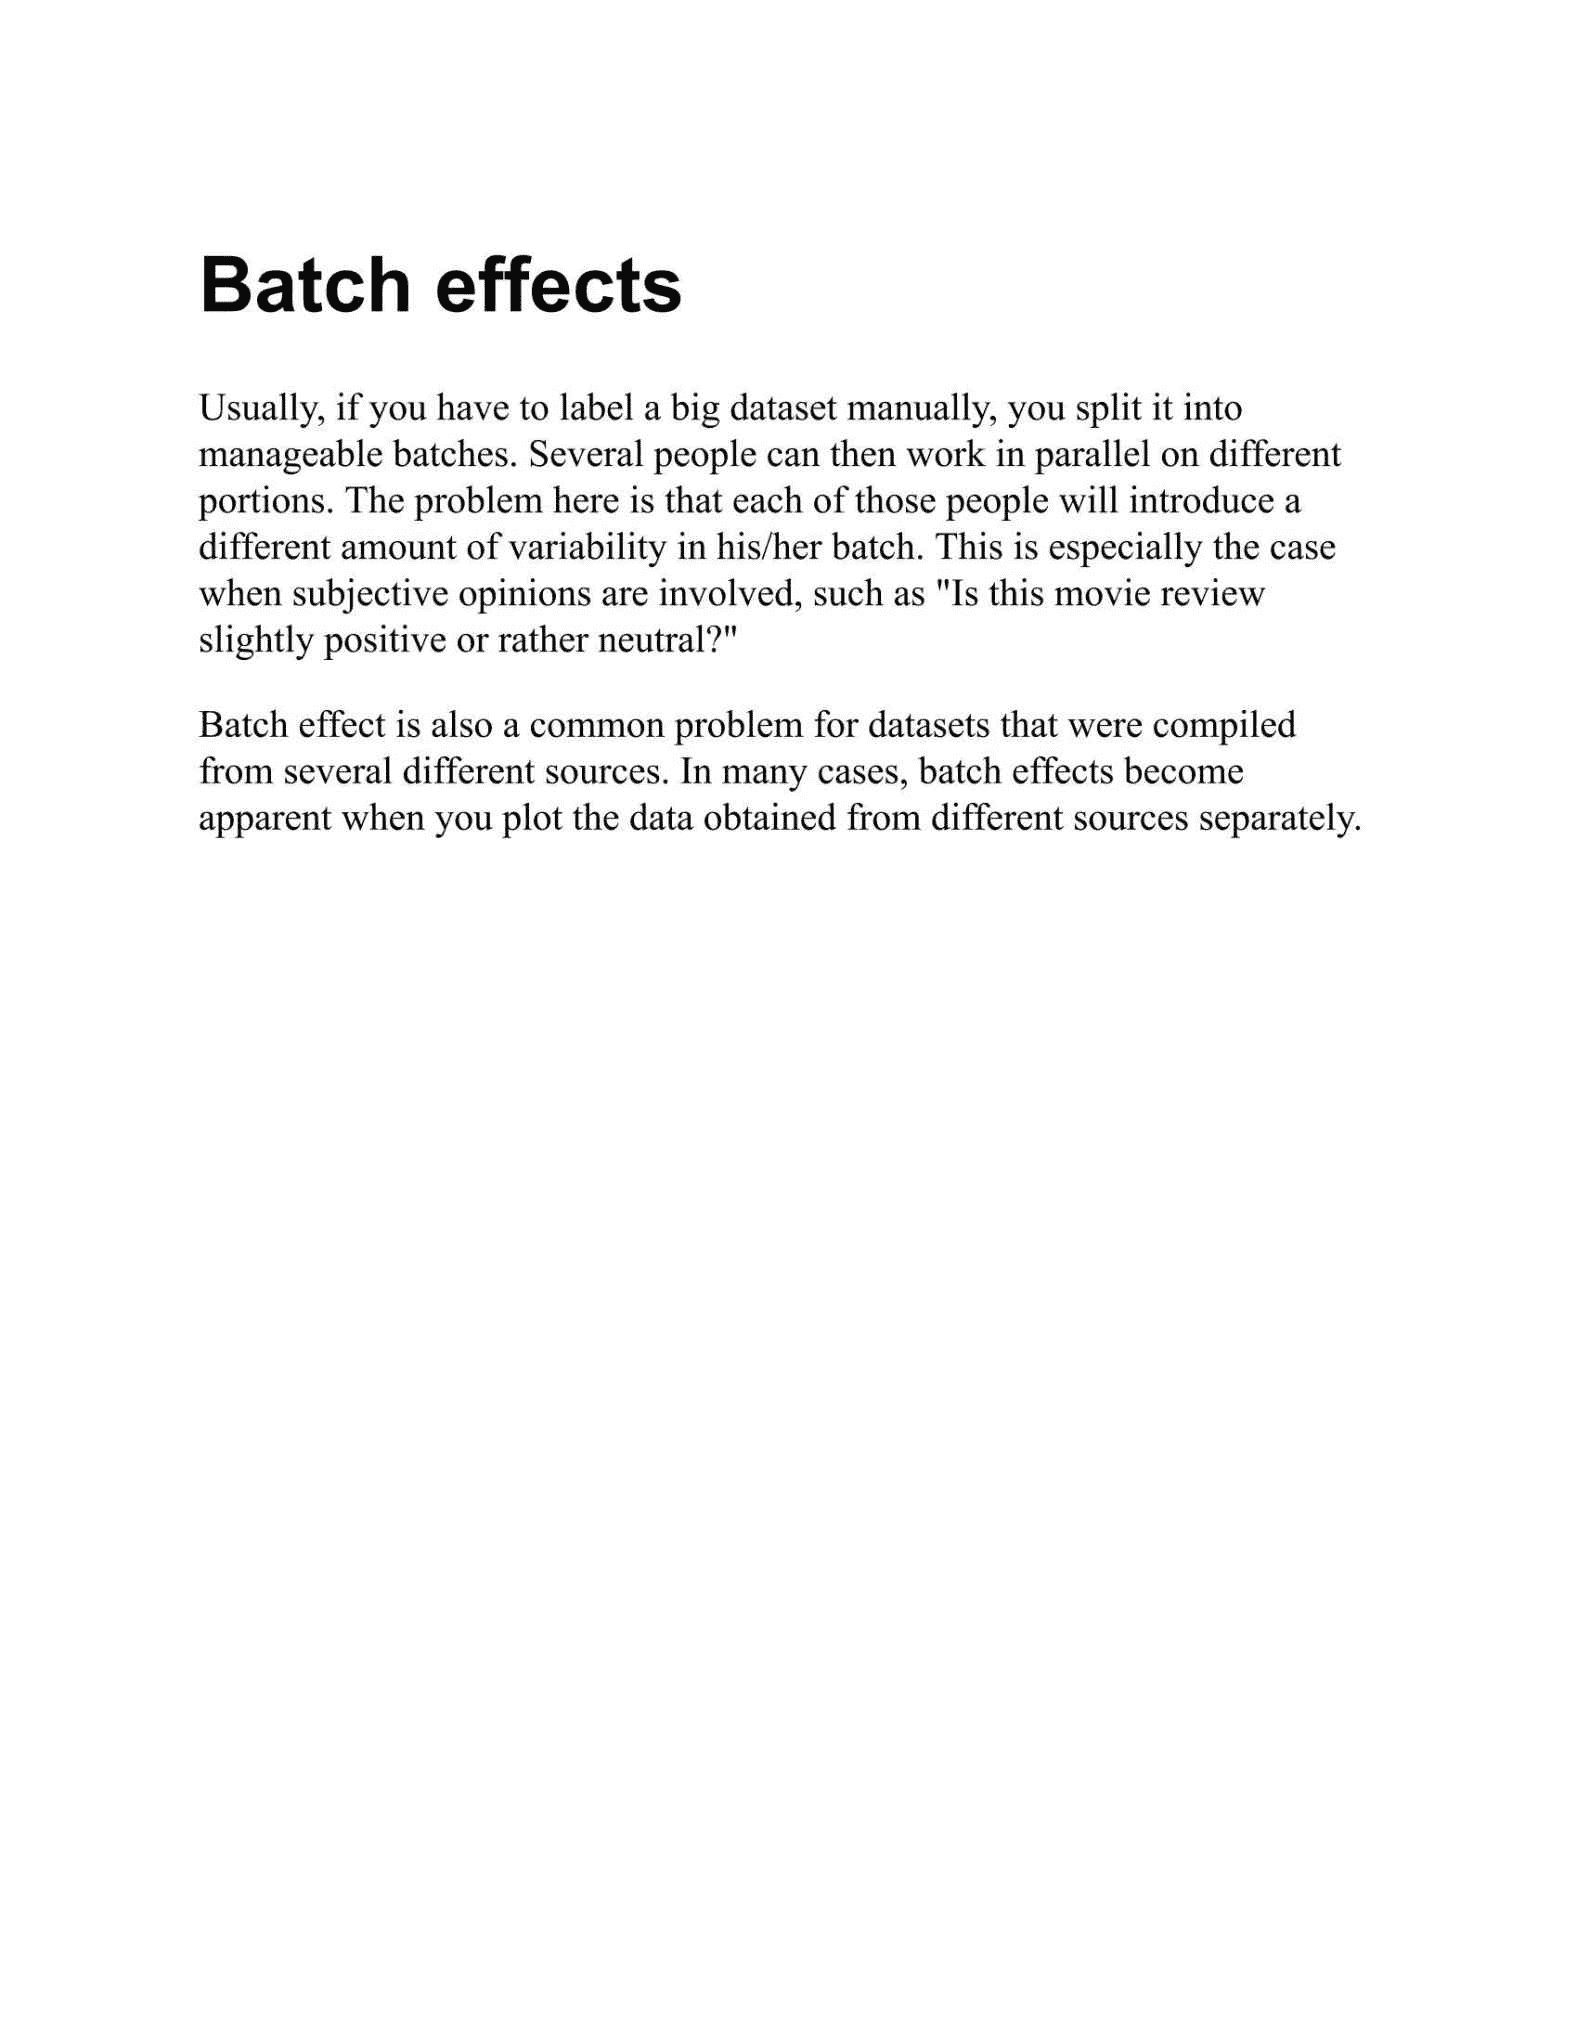 Batch effects
Usually, if you have to label a big dataset manually, you split it into
manageable batches. Several people can then work in parallel on different
portions. The problem here is that each of those people will introduce a
different amount of variability in his/her batch. This is especially the case
when subjective opinions are involved, such as "Is this movie review
slightly positive or rather neutral?"
Batch effect is also a common problem for datasets that were compiled
from several different sources. In many cases, batch effects become
apparent when you plot the data obtained from different sources separately.